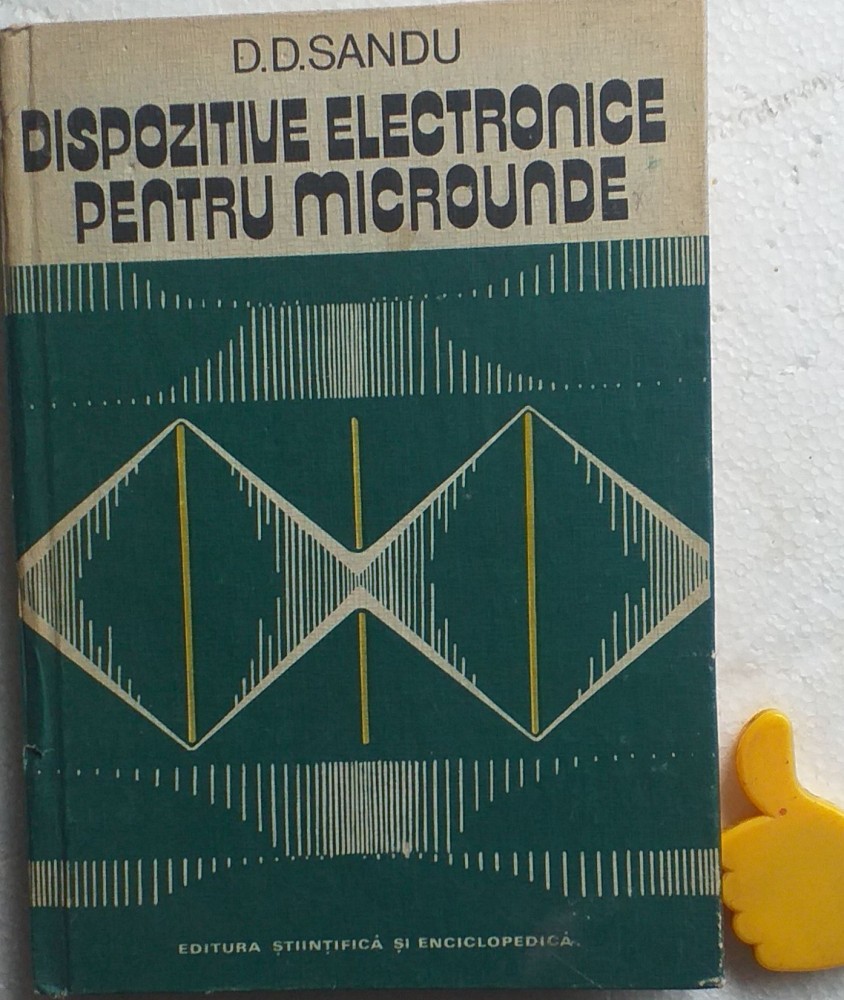 D.D.SANDU
DISPOZITIVE ELECTRONICE
PENTRU MICROUNDE
EDITURA ȘTIINȚIFICĂ ȘI ENCICLOPEDICĂ